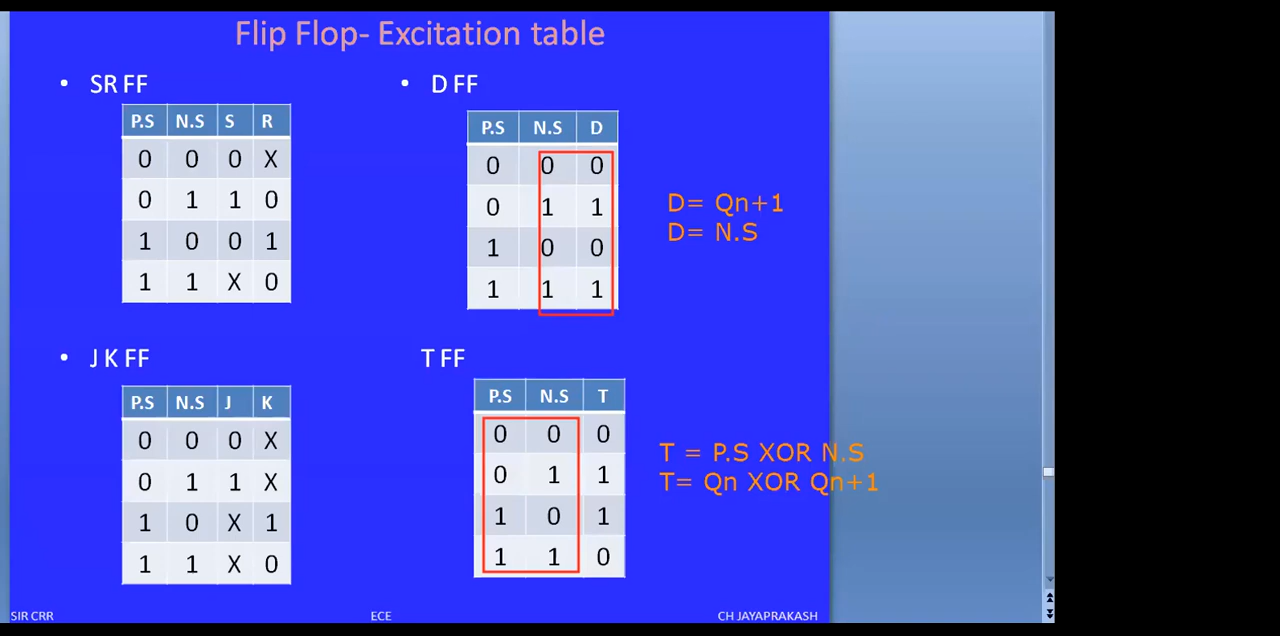 Flip Flop- Excitation table
• SR FF
P.S N.S S R
0 0 0 X
0 1 1 0
1 0 0 1
1 1 X 0
• D FF
P.S N.S D
0 0 0
0 1 1
1 0 0
1 1 1
D= Qn+1
D= N.S
• J K FF
P.S N.S J K
0 0 0 X
0 1 1 X
1 0 X 1
1 1 X 0
T FF
P.S N.S T
0 0 0
0 1 1
1 0 1
1 1 0
T = P.S XOR N.S
T= Qn XOR Qn+1
SIR CRR
ECE
CH JAYAPRAKASH